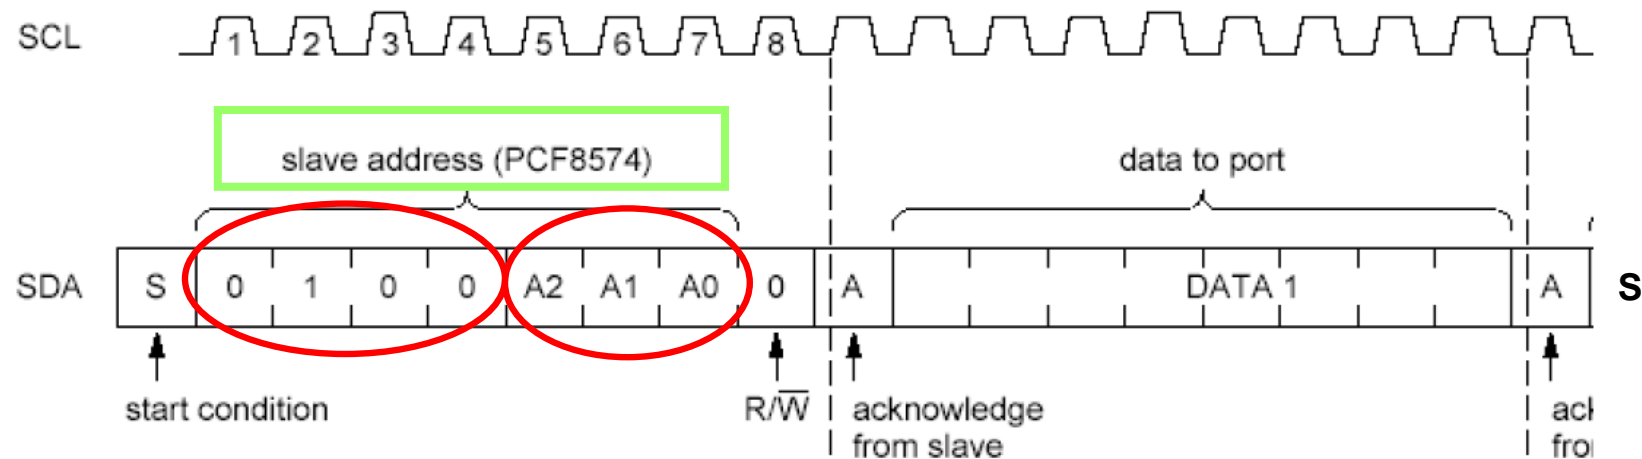 SCL 1 2 3 4 5 6 7 8
slave address (PCF8574) data to port
SDA S 0 1 0 0 A2 A1 A0 0 A DATA 1 A S
start condition R/W acknowledge
from slave